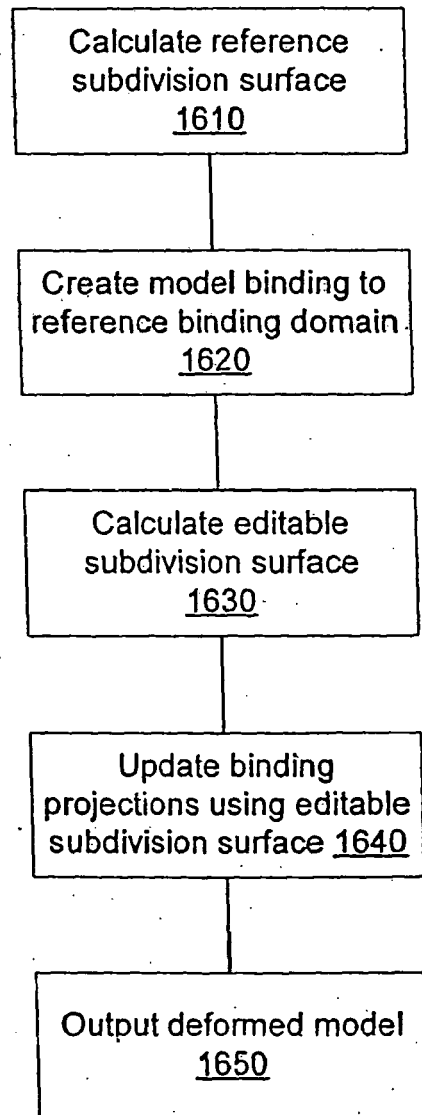 Calculate reference
subdivision surface
1610
Create model binding to
reference binding domain
1620
Calculate editable
subdivision surface
1630
Update binding
projections using editable
subdivision surface 1640
Output deformed model
1650